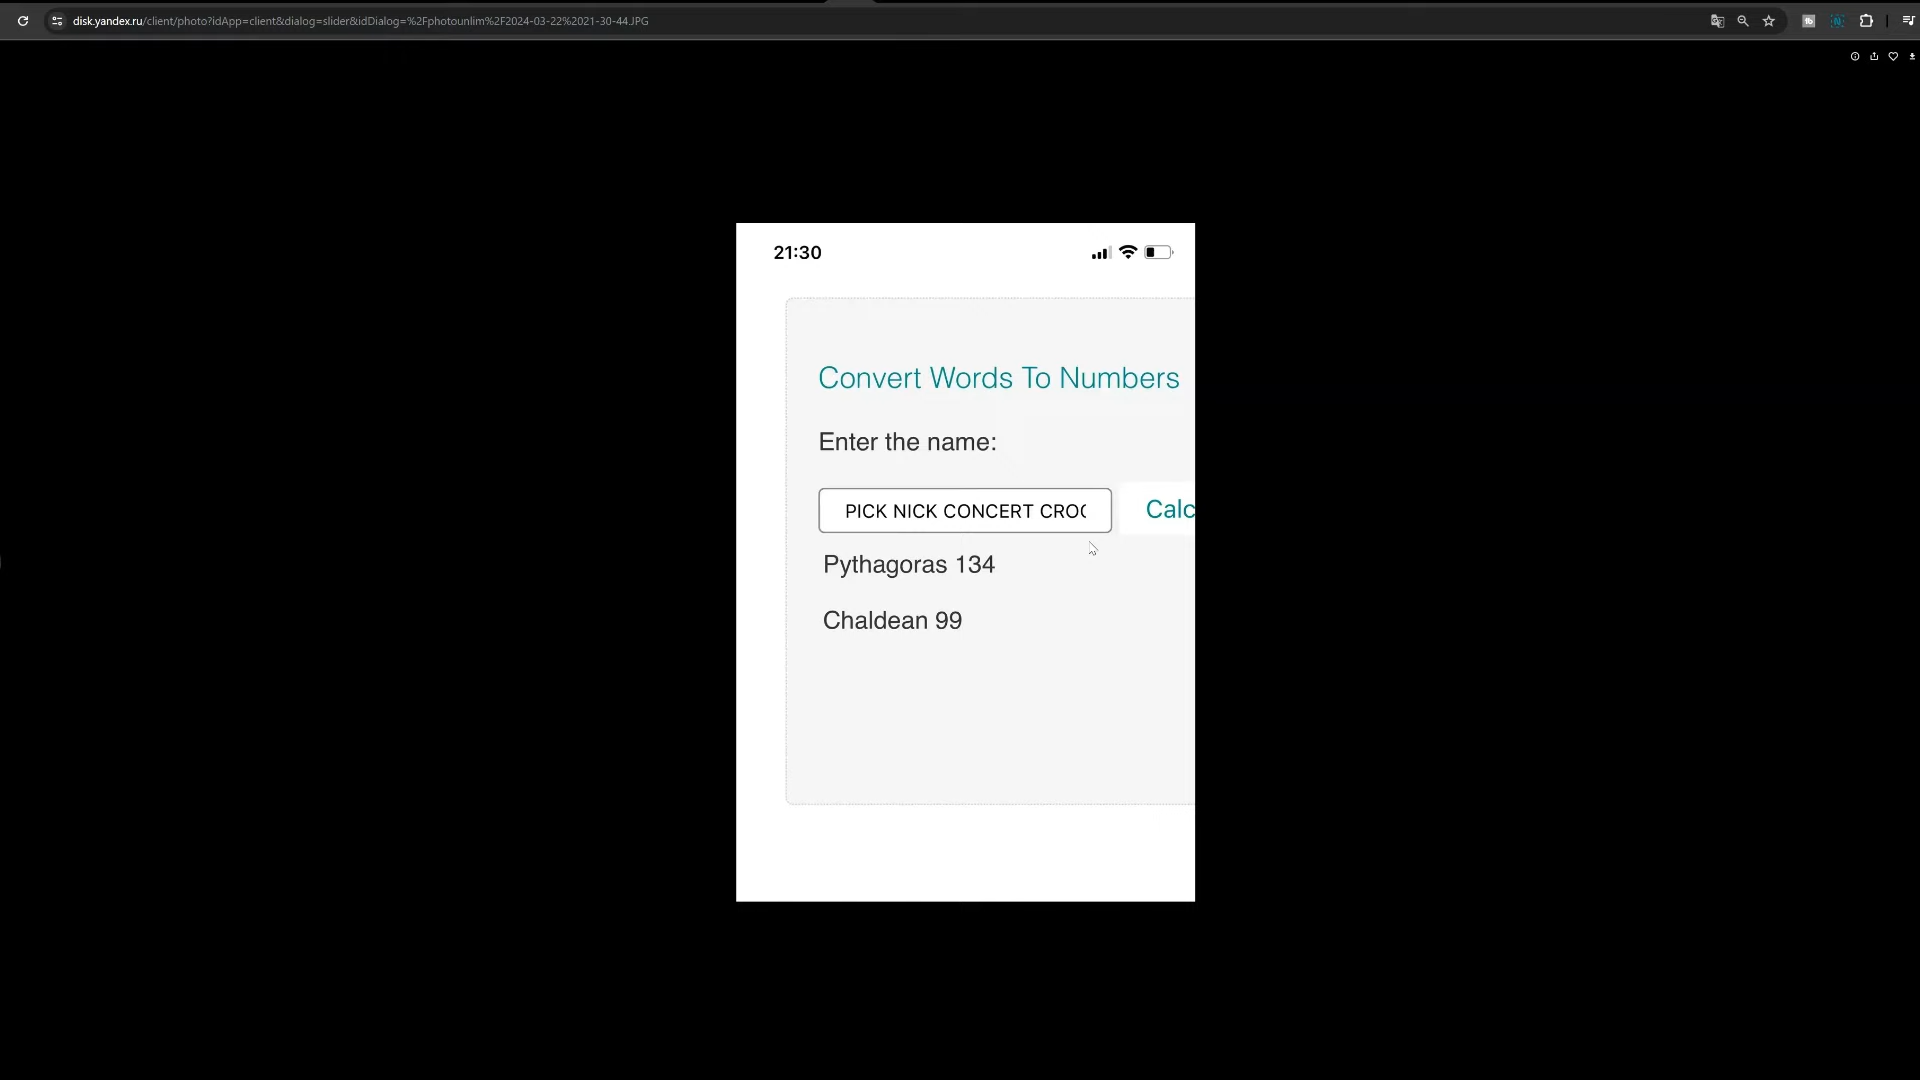 disk.yandex.ru/client/photo?idApp=client&dialog=slider&idDialog=%2Fphotounlim%2F2024-03-22%2021-30-44.JPG
21:30
Convert Words To Numbers
Enter the name:
PICK NICK CONCERT CROC
Calc
Pythagoras 134
Chaldean 99